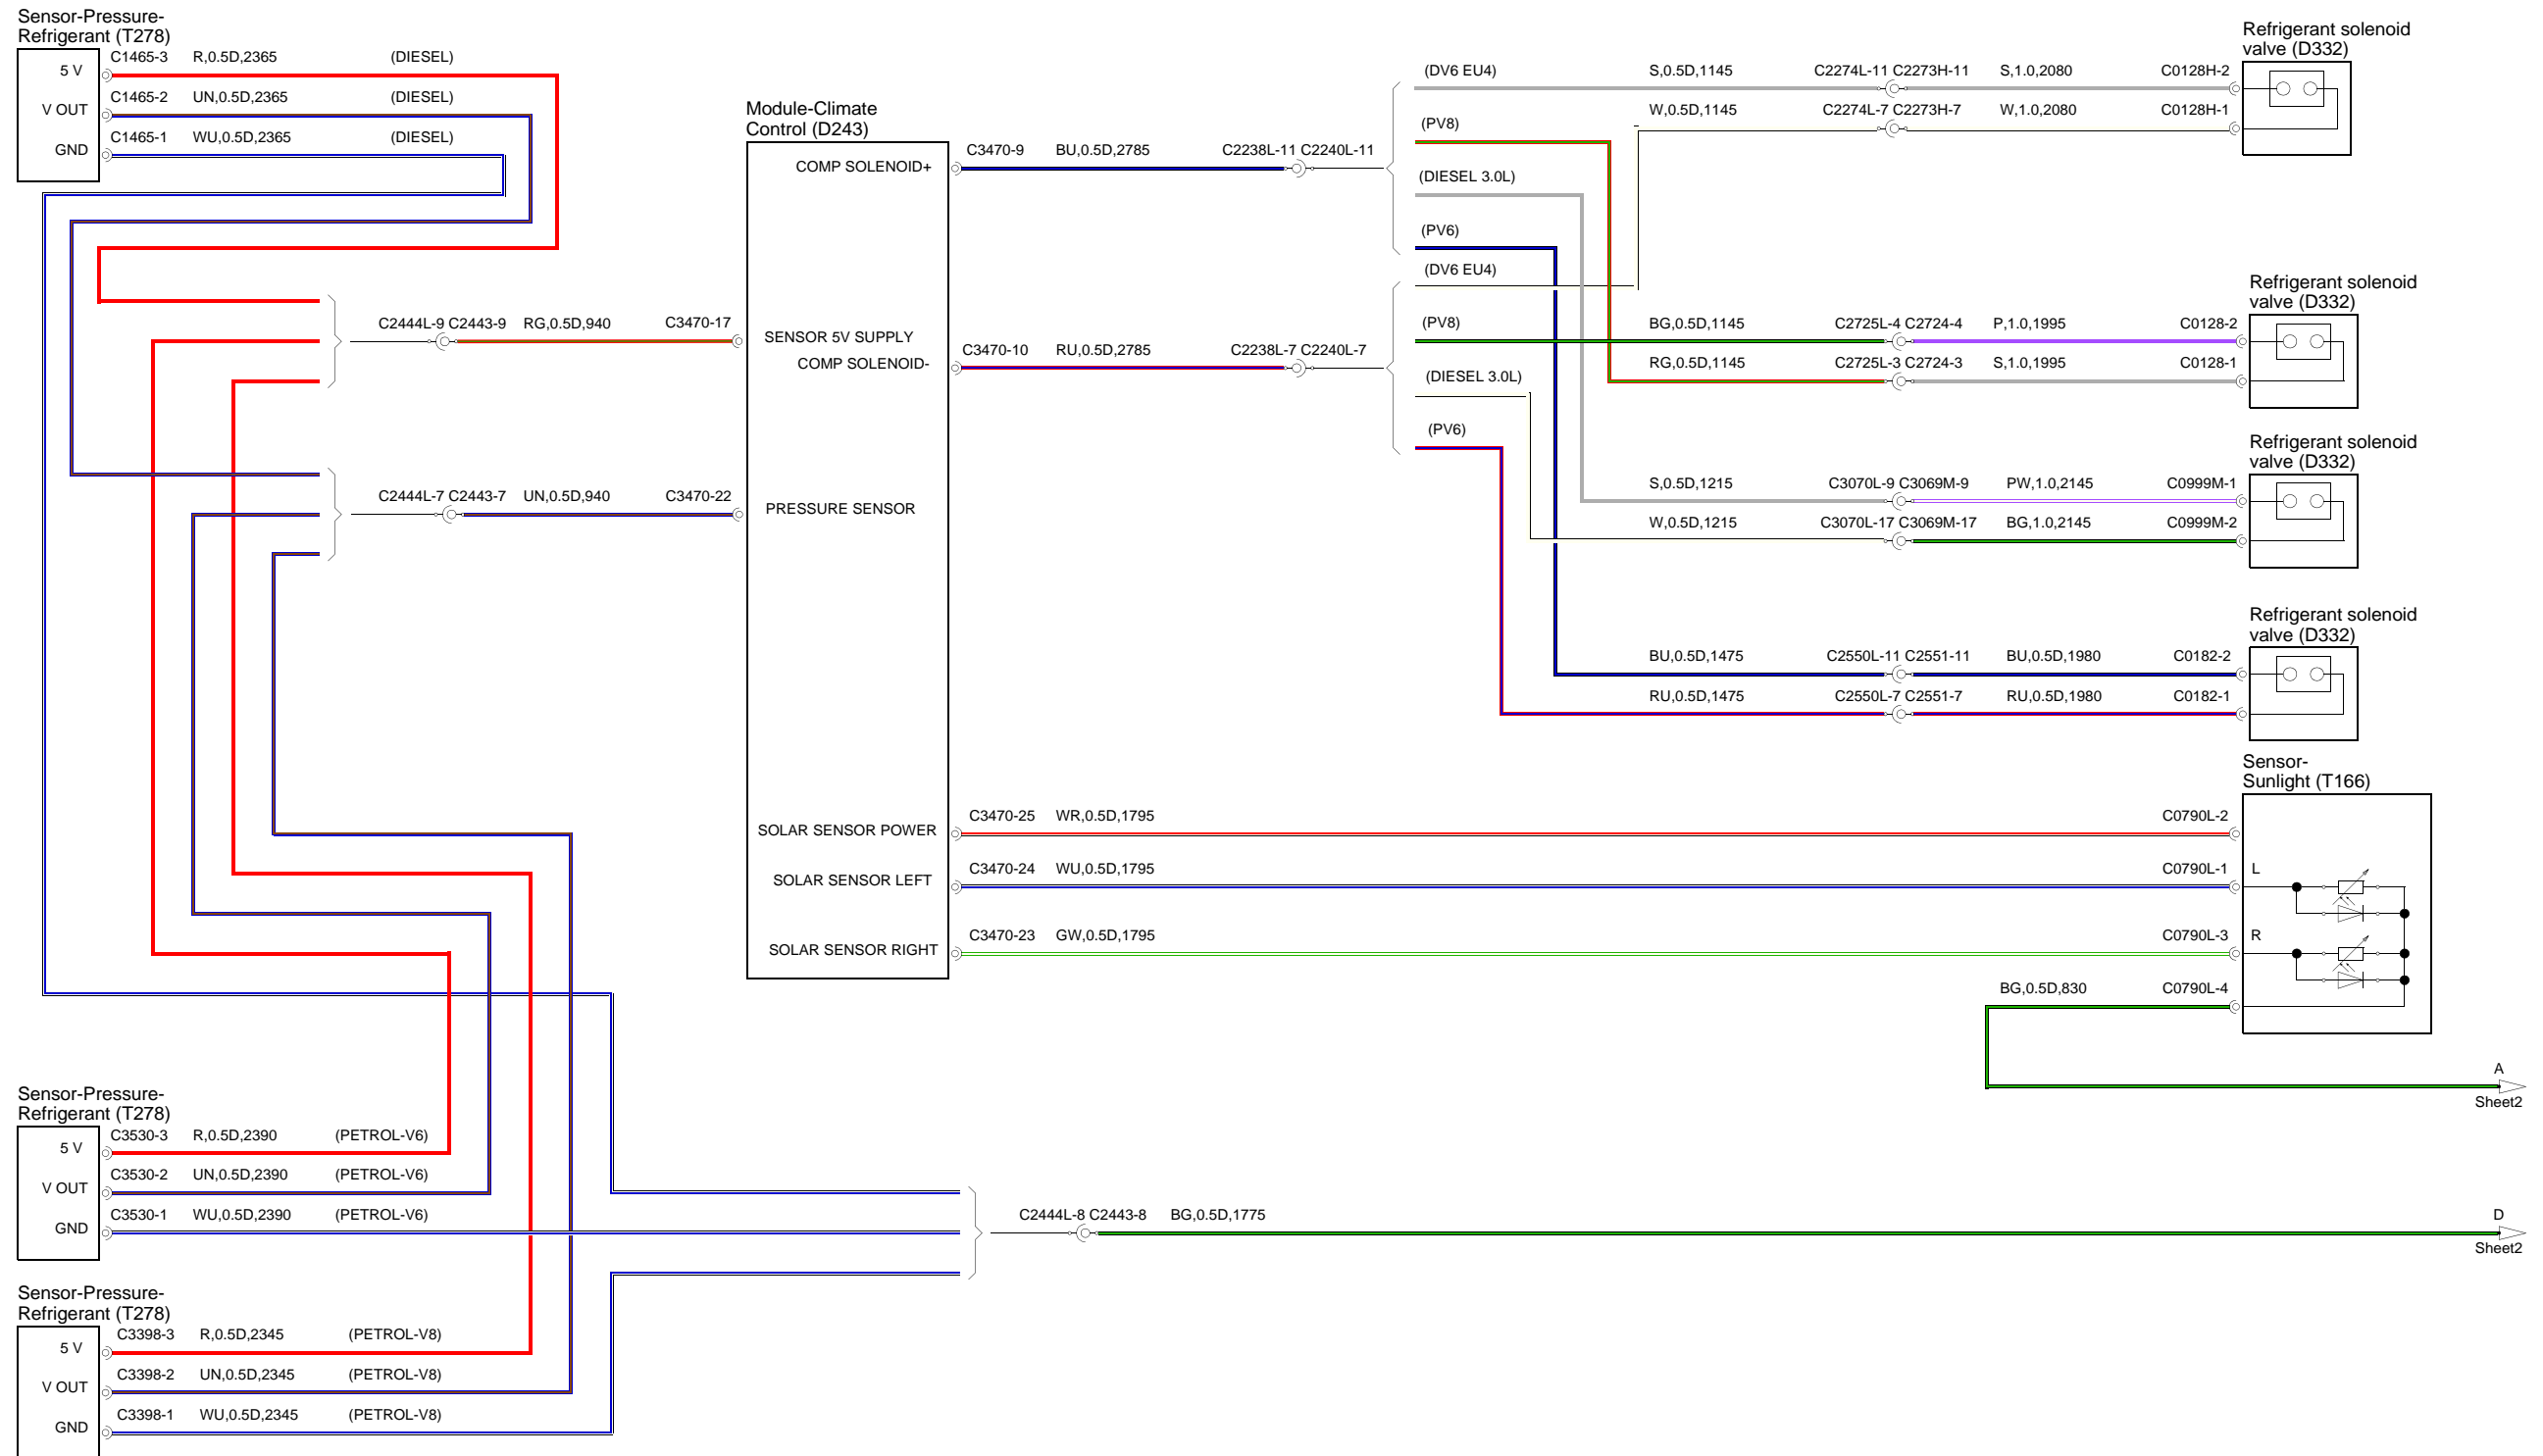 Sensor-Pressure-
Refrigerant (T278)
5 V
C1465-3 R,0.5D,2365 (DIESEL)
V OUT
C1465-2 UN,0.5D,2365 (DIESEL)
GND
C1465-1 WU,0.5D,2365 (DIESEL)
C2444L-9 C2443-9 RG,0.5D,940 C3470-17
C2444L-7 C2443-7 UN,0.5D,940 C3470-22
Module-Climate
Control (D243)
COMP SOLENOID+
SENSOR 5V SUPPLY
COMP SOLENOID-
PRESSURE SENSOR
SOLAR SENSOR POWER
SOLAR SENSOR LEFT
SOLAR SENSOR RIGHT
C3470-9 BU,0.5D,2785 C2238L-11 C2240L-11
C3470-10 RU,0.5D,2785 C2238L-7 C2240L-7
(DV6 EU4)
(PV8)
(DIESEL 3.0L)
(PV6)
(DV6 EU4)
(PV8)
(DIESEL 3.0L)
(PV6)
S,0.5D,1145 C2274L-11 C2273H-11 S,1.0,2080 C0128H-2
W,0.5D,1145 C2274L-7 C2273H-7 W,1.0,2080 C0128H-1
Refrigerant solenoid
valve (D332)
BG,0.5D,1145 C2725L-4 C2724-4 P,1.0,1995 C0128-2
RG,0.5D,1145 C2725L-3 C2724-3 S,1.0,1995 C0128-1
Refrigerant solenoid
valve (D332)
S,0.5D,1215 C3070L-9 C3069M-9 PW,1.0,2145 C0999M-1
W,0.5D,1215 C3070L-17 C3069M-17 BG,1.0,2145 C0999M-2
Refrigerant solenoid
valve (D332)
BU,0.5D,1475 C2550L-11 C2551-11 BU,0.5D,1980 C0182-2
RU,0.5D,1475 C2550L-7 C2551-7 RU,0.5D,1980 C0182-1
Refrigerant solenoid
valve (D332)
Sensor-
Sunlight (T166)
C3470-25 WR,0.5D,1795 C0790L-2
C3470-24 WU,0.5D,1795 C0790L-1 L
C3470-23 GW,0.5D,1795 C0790L-3 R
BG,0.5D,830 C0790L-4
A
Sheet2
Sensor-Pressure-
Refrigerant (T278)
5 V
C3530-3 R,0.5D,2390 (PETROL-V6)
V OUT
C3530-2 UN,0.5D,2390 (PETROL-V6)
GND
C3530-1 WU,0.5D,2390 (PETROL-V6)
C2444L-8 C2443-8 BG,0.5D,1775
D
Sheet2
Sensor-Pressure-
Refrigerant (T278)
5 V
C3398-3 R,0.5D,2345 (PETROL-V8)
V OUT
C3398-2 UN,0.5D,2345 (PETROL-V8)
GND
C3398-1 WU,0.5D,2345 (PETROL-V8)